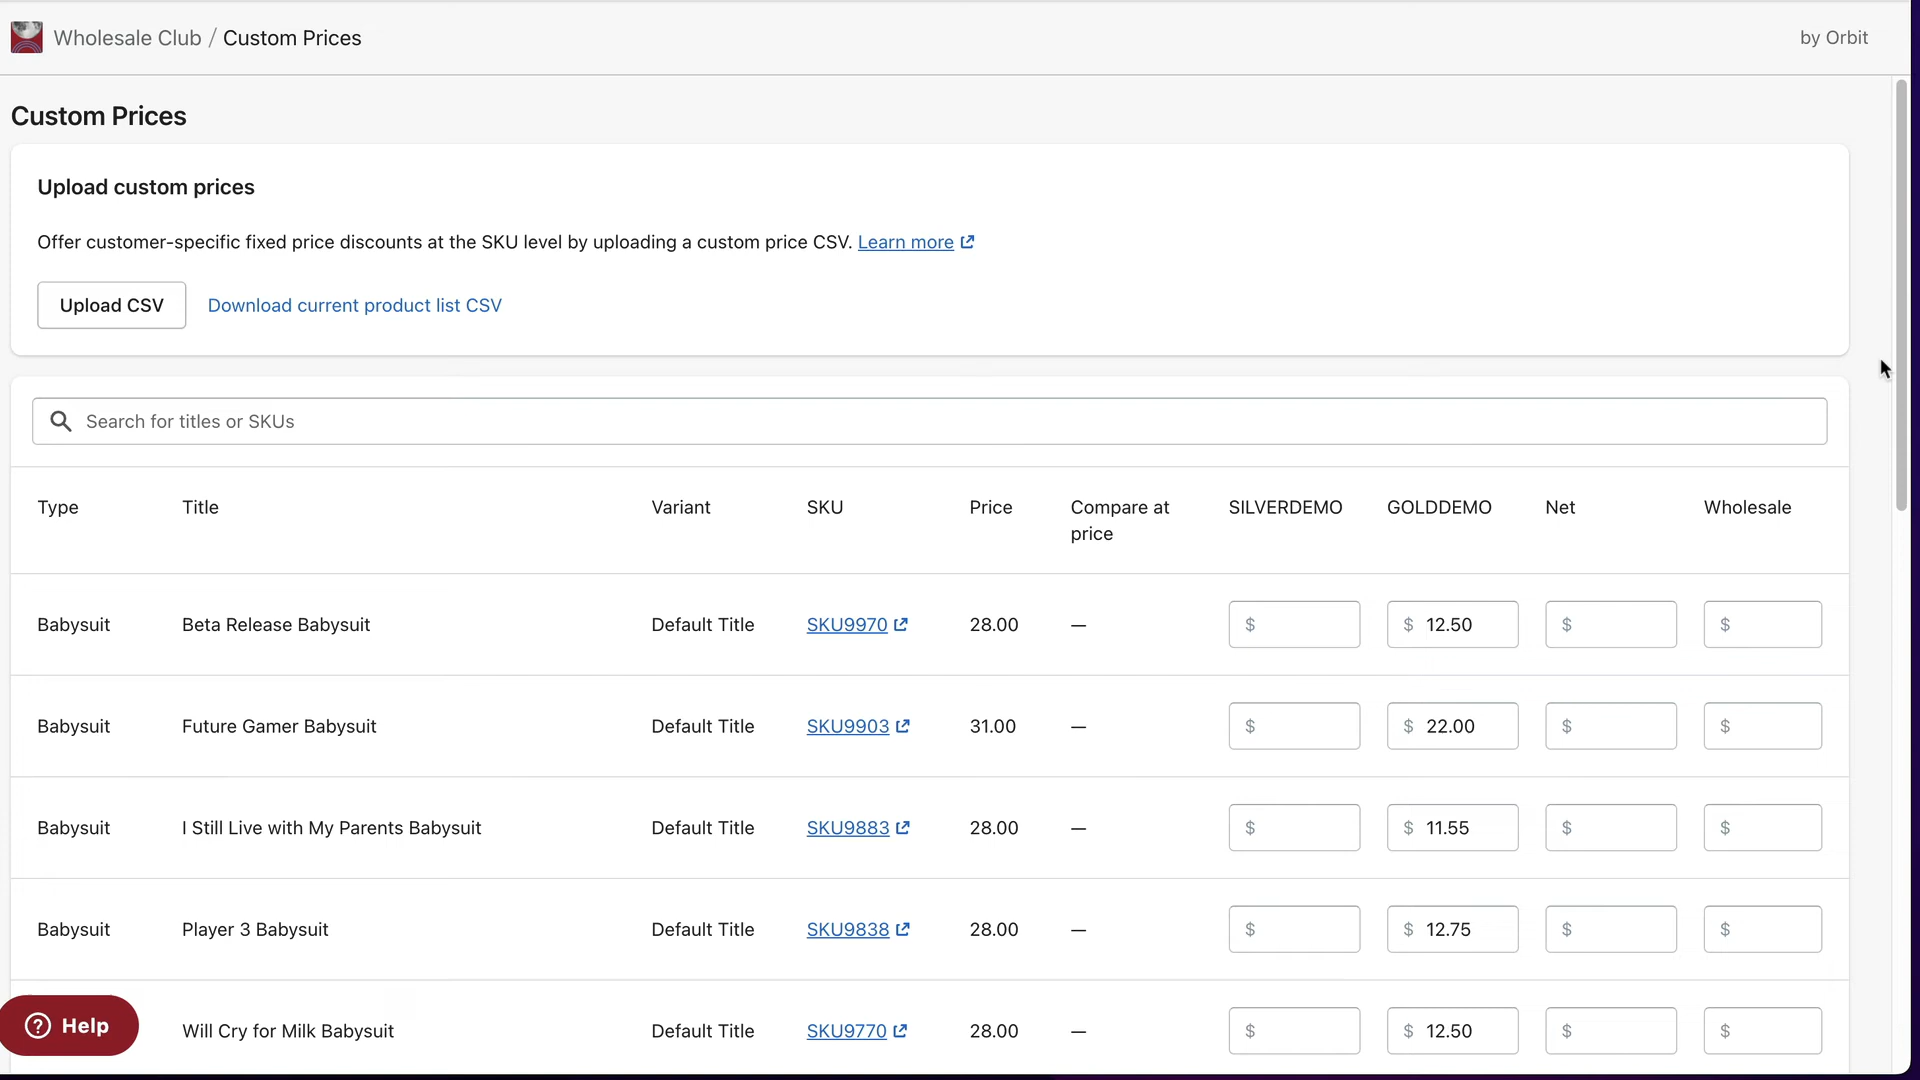 Wholesale Club / Custom Prices
by Orbit
Custom Prices
Upload custom prices
Offer customer-specific fixed price discounts at the SKU level by uploading a custom price CSV. Learn more
Upload CSV
Download current product list CSV
Search for titles or SKUs
Type Title Variant SKU Price Compare at price SILVERDEMO GOLDDEMO Net Wholesale
Babysuit Beta Release Babysuit Default Title SKU9970 28.00 — $ $ 12.50 $ $
Babysuit Future Gamer Babysuit Default Title SKU9903 31.00 — $ $ 22.00 $ $
Babysuit I Still Live with My Parents Babysuit Default Title SKU9883 28.00 — $ $ 11.55 $ $
Babysuit Player 3 Babysuit Default Title SKU9838 28.00 — $ $ 12.75 $ $
Will Cry for Milk Babysuit Default Title SKU9770 28.00 — $ $ 12.50 $ $
? Help